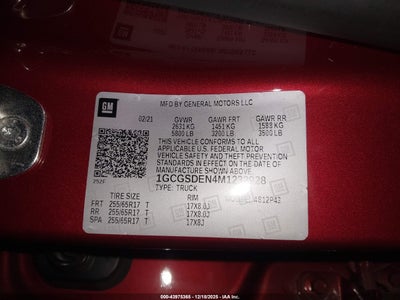 MFD BY GENERAL MOTORS LLC
GM
02/21 GVWR GAWR FRT GAWR RR
2631 KG 1451 KG 1588 KG
5800 LB 3200 LB 3500 LB
THIS VEHICLE CONFORMS TO ALL
APPLICABLE U.S. FEDERAL MOTOR
VEHICLE SAFETY AND THEFT PREVENTION
STANDARDS IN EFFECT ON THE DATE OF
MANUFACTURE SHOWN ABOVE.
TYPE: TRUCK
TIRE SIZE RIM
FRT 255/65R17 T 17X8.0J
RR 255/65R17 T 17X8.0J
SPA 255/65R17 T 17X8J
000-43975365 - 12/18/2025 - IAA